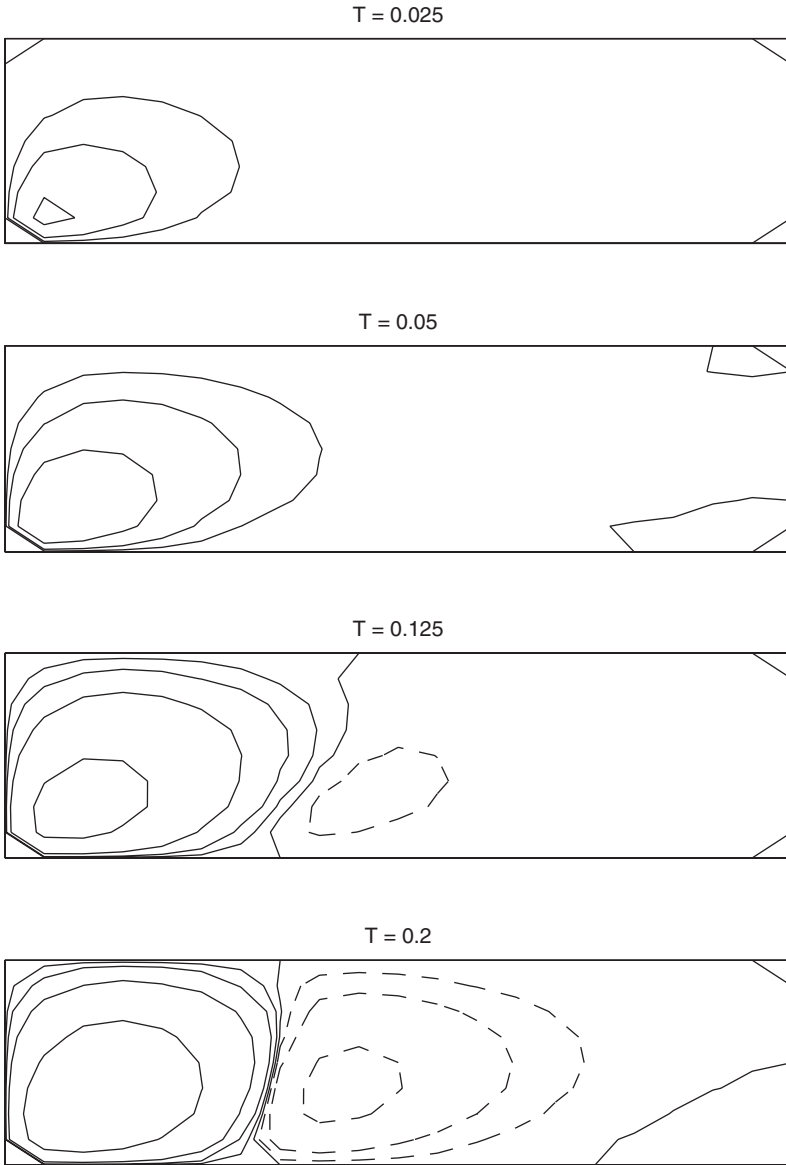 T = 0.025
T = 0.05
T = 0.125
T = 0.2